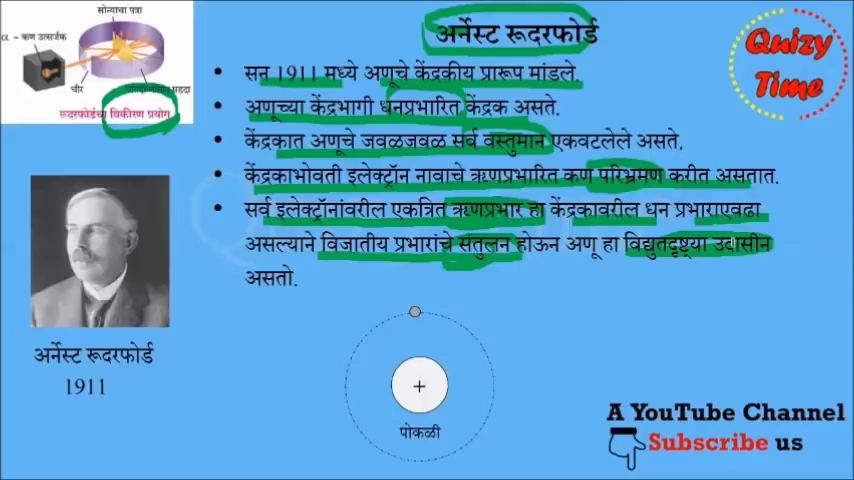 सोन्याचा पत्रा
α - कण उत्सर्जक
चीर
पडदा
रूदरफोर्डचा विकीरण प्रयोग
अर्नेस्ट रूदरफोर्ड
Quizy
Time
• सन 1911 मध्ये अणूचे केंद्रकीय प्रारूप मांडले.
• अणूच्या केंद्रभागी धनप्रभारित केंद्रक असते.
• केंद्रकात अणूचे जवळजवळ सर्व वस्तुमान एकवटलेले असते.
• केंद्रकाभोवती इलेक्ट्रॉन नावाचे ऋणप्रभारित कण परिभ्रमण करीत असतात.
• सर्व इलेक्ट्रॉनांवरील एकत्रित ऋणप्रभार हा केंद्रकावरील धन प्रभाराएवढा
असल्याने विजातीय प्रभारांचे संतुलन होऊन अणू हा विद्युतदृष्ट्या उदासीन
असतो.
अर्नेस्ट रूदरफोर्ड
1911
+
पोकळी
A YouTube Channel
Subscribe us